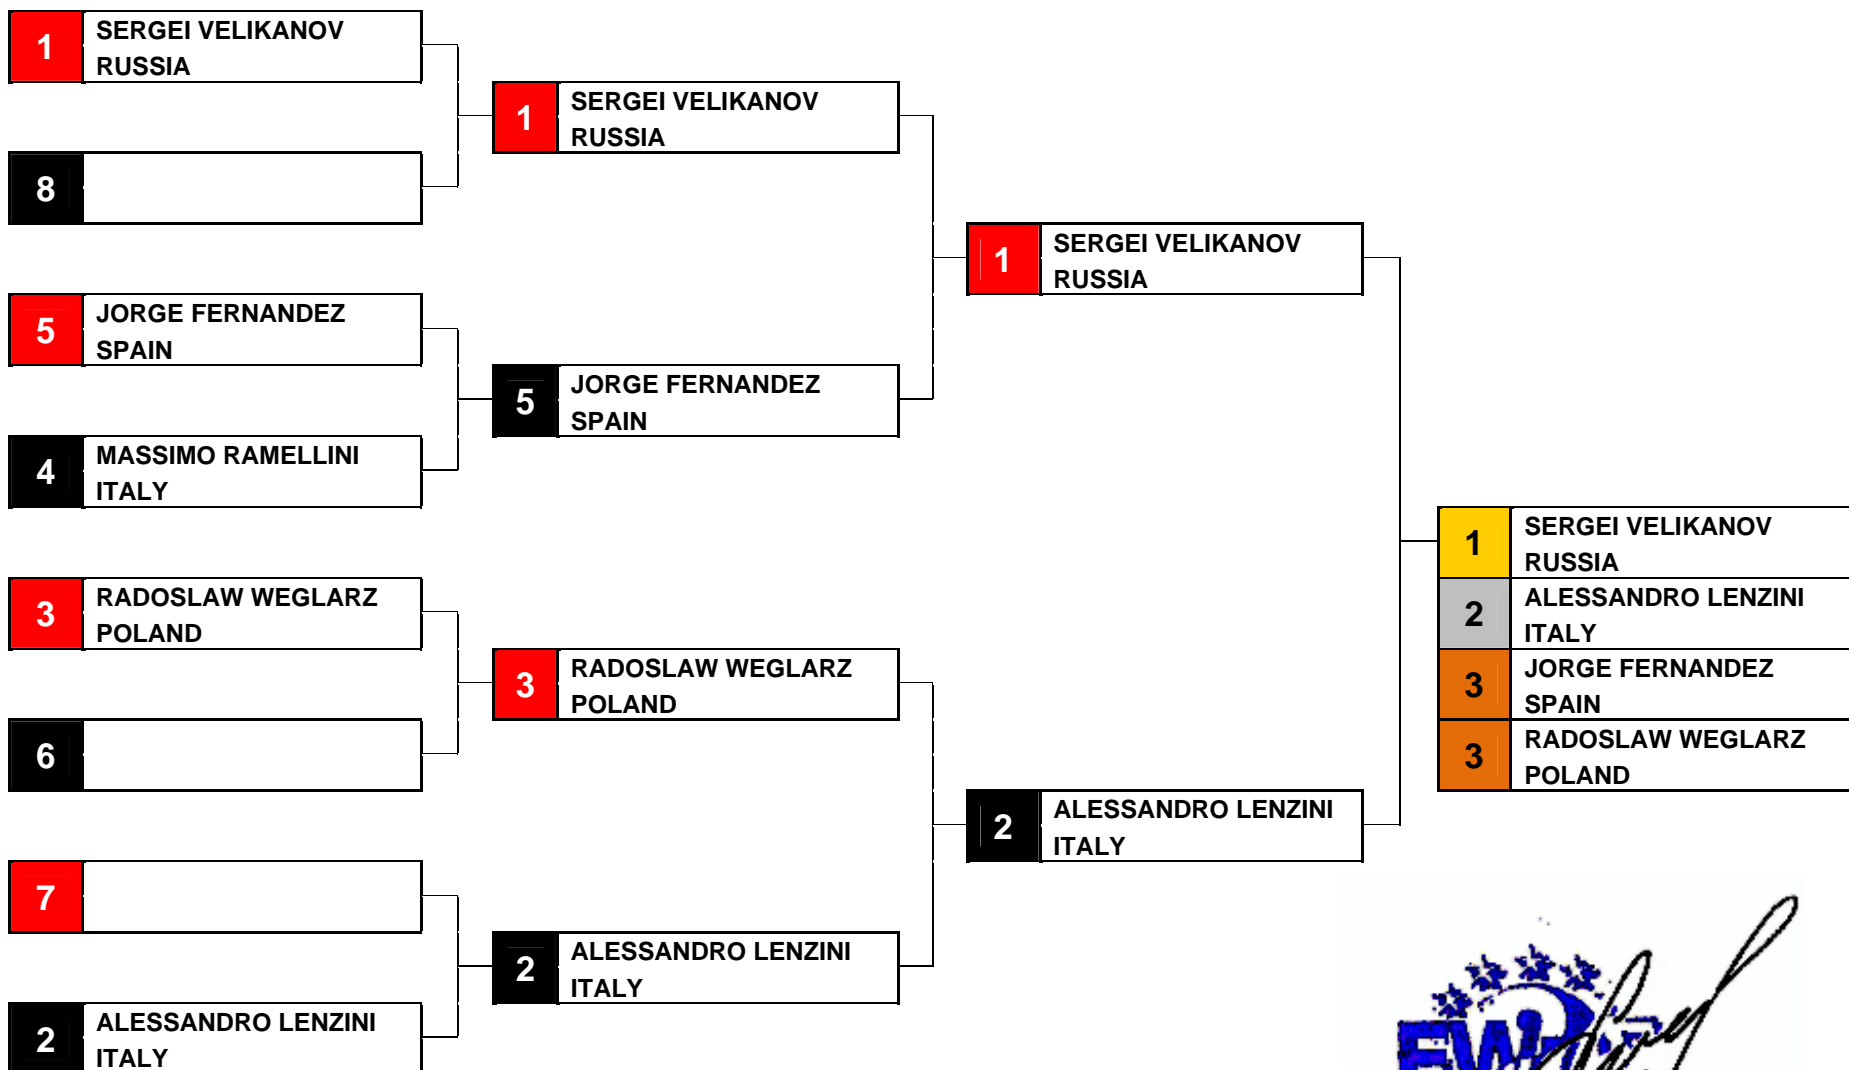 1 SERGEI VELIKANOV
RUSSIA
8
5 JORGE FERNANDEZ
SPAIN
4 MASSIMO RAMELLINI
ITALY
3 RADOSLAW WEGLARZ
POLAND
6
7
2 ALESSANDRO LENZINI
ITALY
1 SERGEI VELIKANOV
RUSSIA
5 JORGE FERNANDEZ
SPAIN
3 RADOSLAW WEGLARZ
POLAND
2 ALESSANDRO LENZINI
ITALY
1 SERGEI VELIKANOV
RUSSIA
2 ALESSANDRO LENZINI
ITALY
1 SERGEI VELIKANOV
RUSSIA
2 ALESSANDRO LENZINI
ITALY
3 JORGE FERNANDEZ
SPAIN
3 RADOSLAW WEGLARZ
POLAND